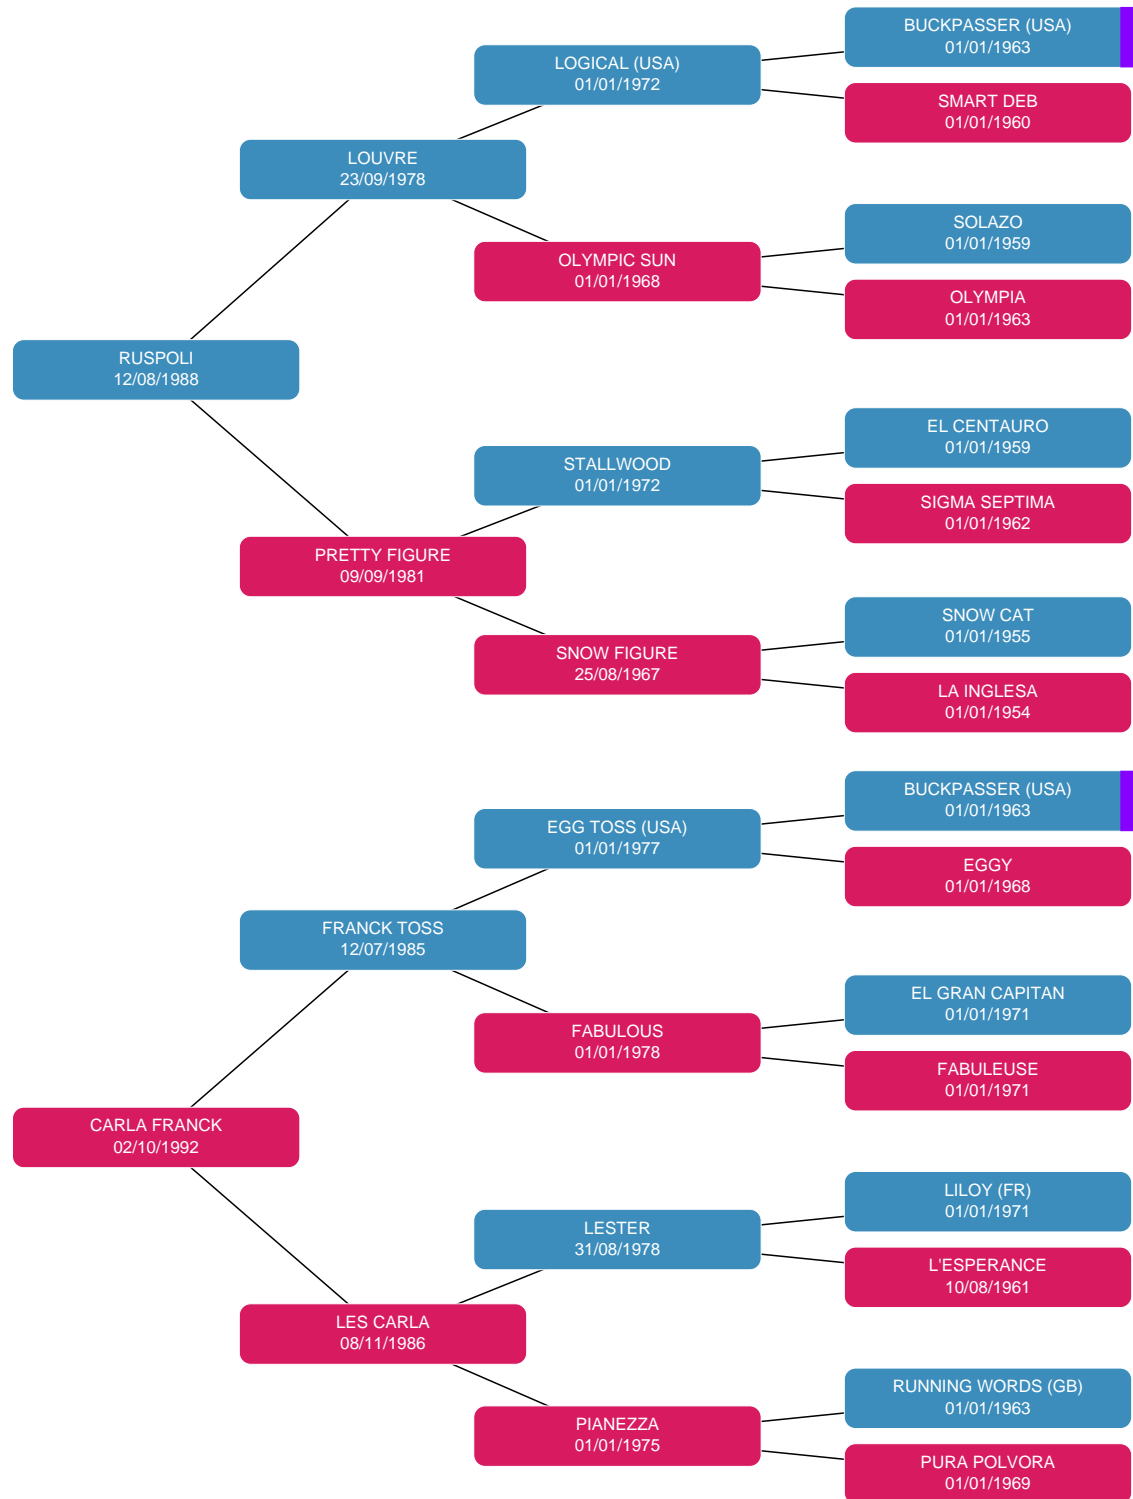 BUCKPASSER (USA)
01/01/1963
LOGICAL (USA)
01/01/1972
SMART DEB
01/01/1960
LOUVRE
23/09/1978
SOLAZO
01/01/1959
OLYMPIC SUN
01/01/1968
OLYMPIA
01/01/1963
RUSPOLI
12/08/1988
EL CENTAURO
01/01/1959
STALLWOOD
01/01/1972
SIGMA SEPTIMA
01/01/1962
PRETTY FIGURE
09/09/1981
SNOW CAT
01/01/1955
SNOW FIGURE
25/08/1967
LA INGLESA
01/01/1954
BUCKPASSER (USA)
01/01/1963
EGG TOSS (USA)
01/01/1977
EGGY
01/01/1968
FRANCK TOSS
12/07/1985
EL GRAN CAPITAN
01/01/1971
FABULOUS
01/01/1978
FABULEUSE
01/01/1971
CARLA FRANCK
02/10/1992
LILOY (FR)
01/01/1971
LESTER
31/08/1978
L'ESPERANCE
10/08/1961
LES CARLA
08/11/1986
RUNNING WORDS (GB)
01/01/1963
PIANEZZA
01/01/1975
PURA POLVORA
01/01/1969